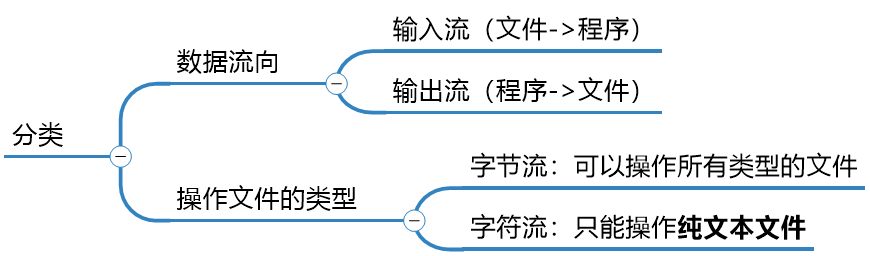 分类
数据流向
输入流（文件->程序）
输出流（程序->文件）
操作文件的类型
字节流：可以操作所有类型的文件
字符流：只能操作纯文本文件